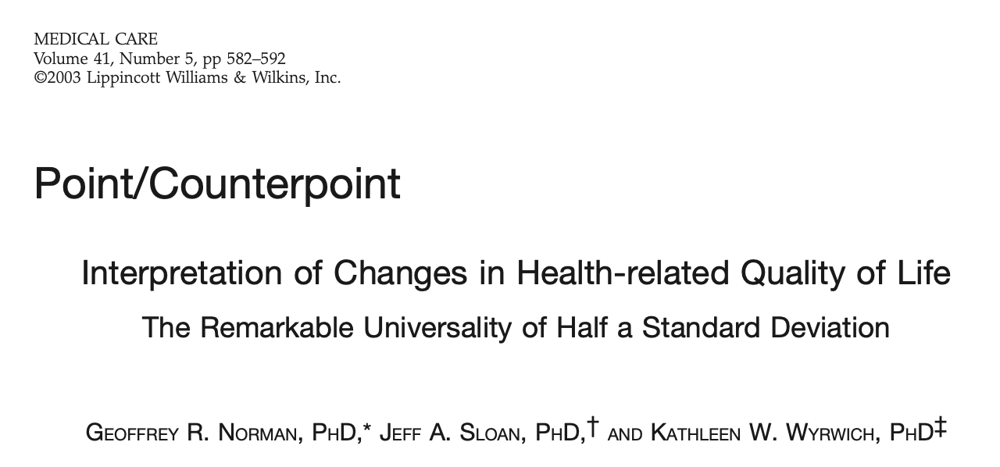 MEDICAL CARE
Volume 41, Number 5, pp 582–592
©2003 Lippincott Williams & Wilkins, Inc.
Point/Counterpoint
Interpretation of Changes in Health-related Quality of Life
The Remarkable Universality of Half a Standard Deviation
Geoffrey R. Norman, PhD,* Jeff A. Sloan, PhD,† and Kathleen W. Wyrwich, PhD‡